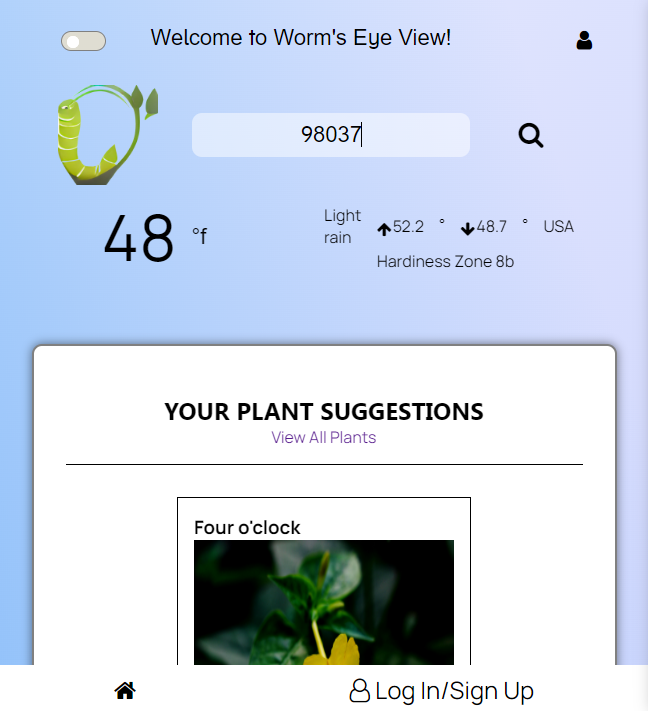 Welcome to Worm's Eye View!
98037
48 °f
Light rain
52.2 °
48.7 °
USA
Hardiness Zone 8b
YOUR PLANT SUGGESTIONS
View All Plants
Four o'clock
Log In/Sign Up